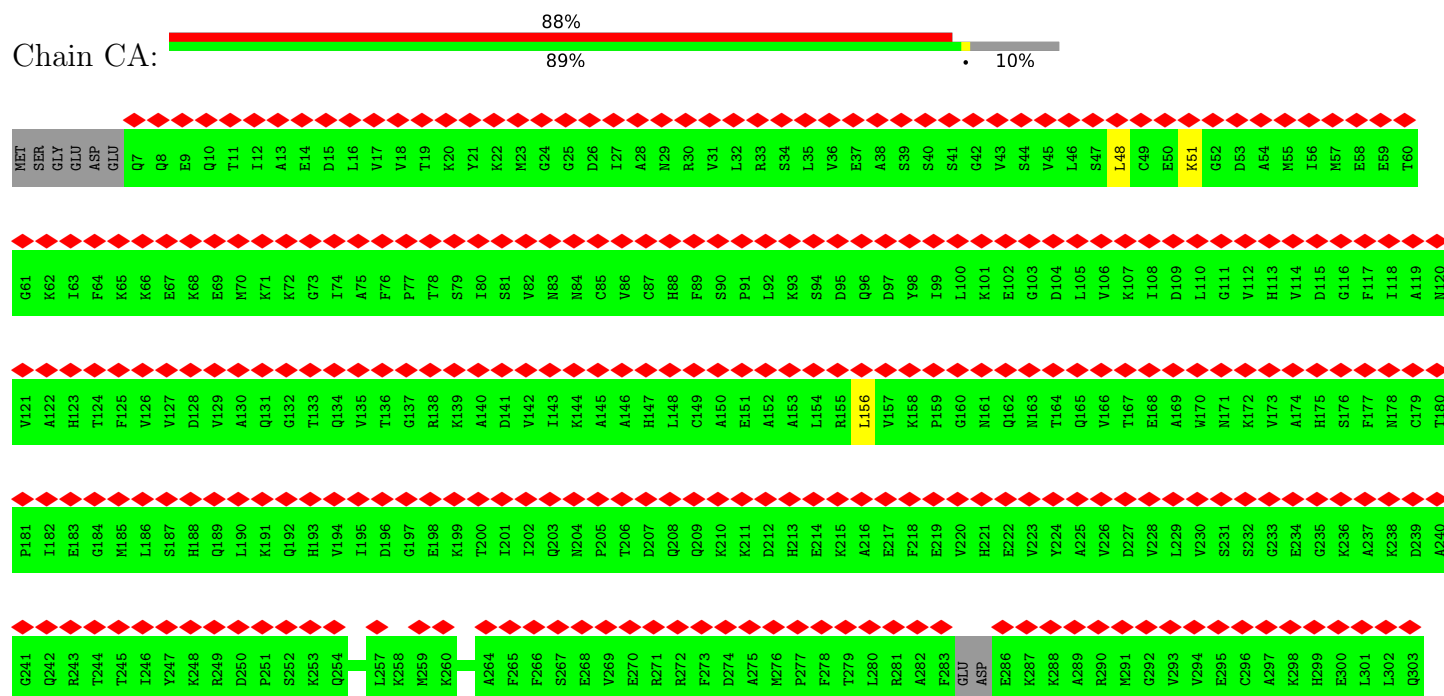 88%
Chain CA:
89% • 10%
MET SER GLY GLU ASP GLU Q7 Q8 E9 Q10 T11 I12 A13 E14 D15 L16 V17 V18 T19 K20 Y21 K22 M23 G24 G25 D26 I27 A28 N29 R30 V31 L32 R33 S34 L35 V36 E37 A38 S39 S40 S41 G42 V43 S44 V45 L46 S47 L48 C49 E50 K51 G52 D53 A54 M55 I56 M57 E58 E59 T60
G61 K62 I63 F64 K65 K66 E67 K68 E69 M70 K71 K72 G73 I74 A75 F76 P77 T78 S79 I80 S81 V82 N83 N84 C85 V86 C87 H88 F89 S90 P91 L92 K93 S94 D95 Q96 D97 Y98 I99 L100 K101 E102 G103 D104 L105 V106 K107 I108 D109 L110 G111 V112 H113 V114 D115 G116 F117 I118 A119 N120
V121 A122 H123 T124 F125 V126 V127 D128 V129 A130 Q131 G132 T133 Q134 V135 T136 G137 R138 K139 A140 D141 V142 I143 K144 A145 A146 H147 L148 C149 A150 E151 A152 A153 L154 R155 L156 V157 K158 P159 G160 N161 Q162 N163 T164 Q165 V166 T167 E168 A169 W170 N171 K172 V173 A174 H175 S176 F177 N178 C179 T180
P181 I182 E183 G184 M185 L186 S187 H188 Q189 L190 K191 Q192 H193 V194 I195 D196 G197 E198 K199 T200 I201 I202 Q203 N204 P205 T206 D207 Q208 Q209 K210 K211 D212 H213 E214 K215 A216 E217 F218 E219 V220 H221 E222 V223 Y224 A225 V226 D227 V228 L229 V230 S231 S232 G233 E234 G235 K236 A237 K238 D239 A240
G241 Q242 R243 T244 T245 I246 Y247 K248 R249 D250 P251 S252 K253 Q254 L257 K258 M259 K260 A264 F265 F266 S267 E268 V269 E270 R271 R272 F273 D274 A275 M276 P277 F278 T279 L280 R281 A282 F283 GLU ASP E286 K287 K288 A289 R290 M291 G292 V293 V294 E295 C296 A297 K298 H299 E300 L301 L302 Q303